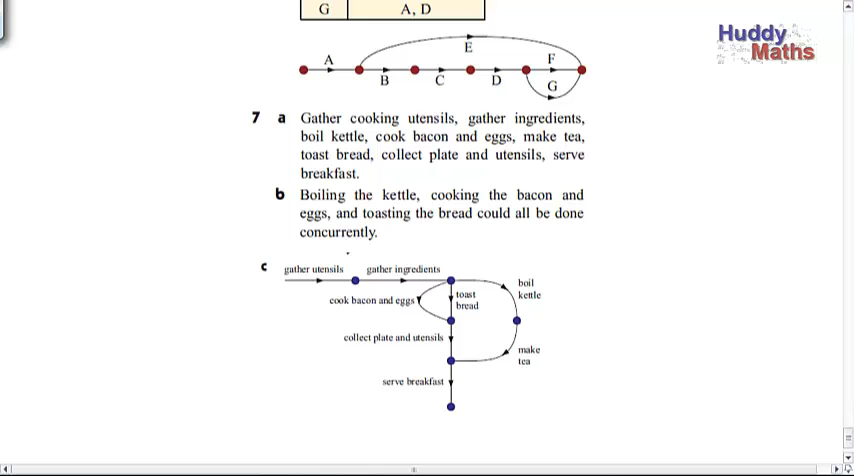 G A, D
Huddy
Maths
E
A
F
B
C
D
G
7 a Gather cooking utensils, gather ingredients,
boil kettle, cook bacon and eggs, make tea,
toast bread, collect plate and utensils, serve
breakfast.
b Boiling the kettle, cooking the bacon and
eggs, and toasting the bread could all be done
concurrently.
c gather utensils gather ingredients
boil
kettle
toast
bread
cook bacon and eggs
collect plate and utensils
make
tea
serve breakfast